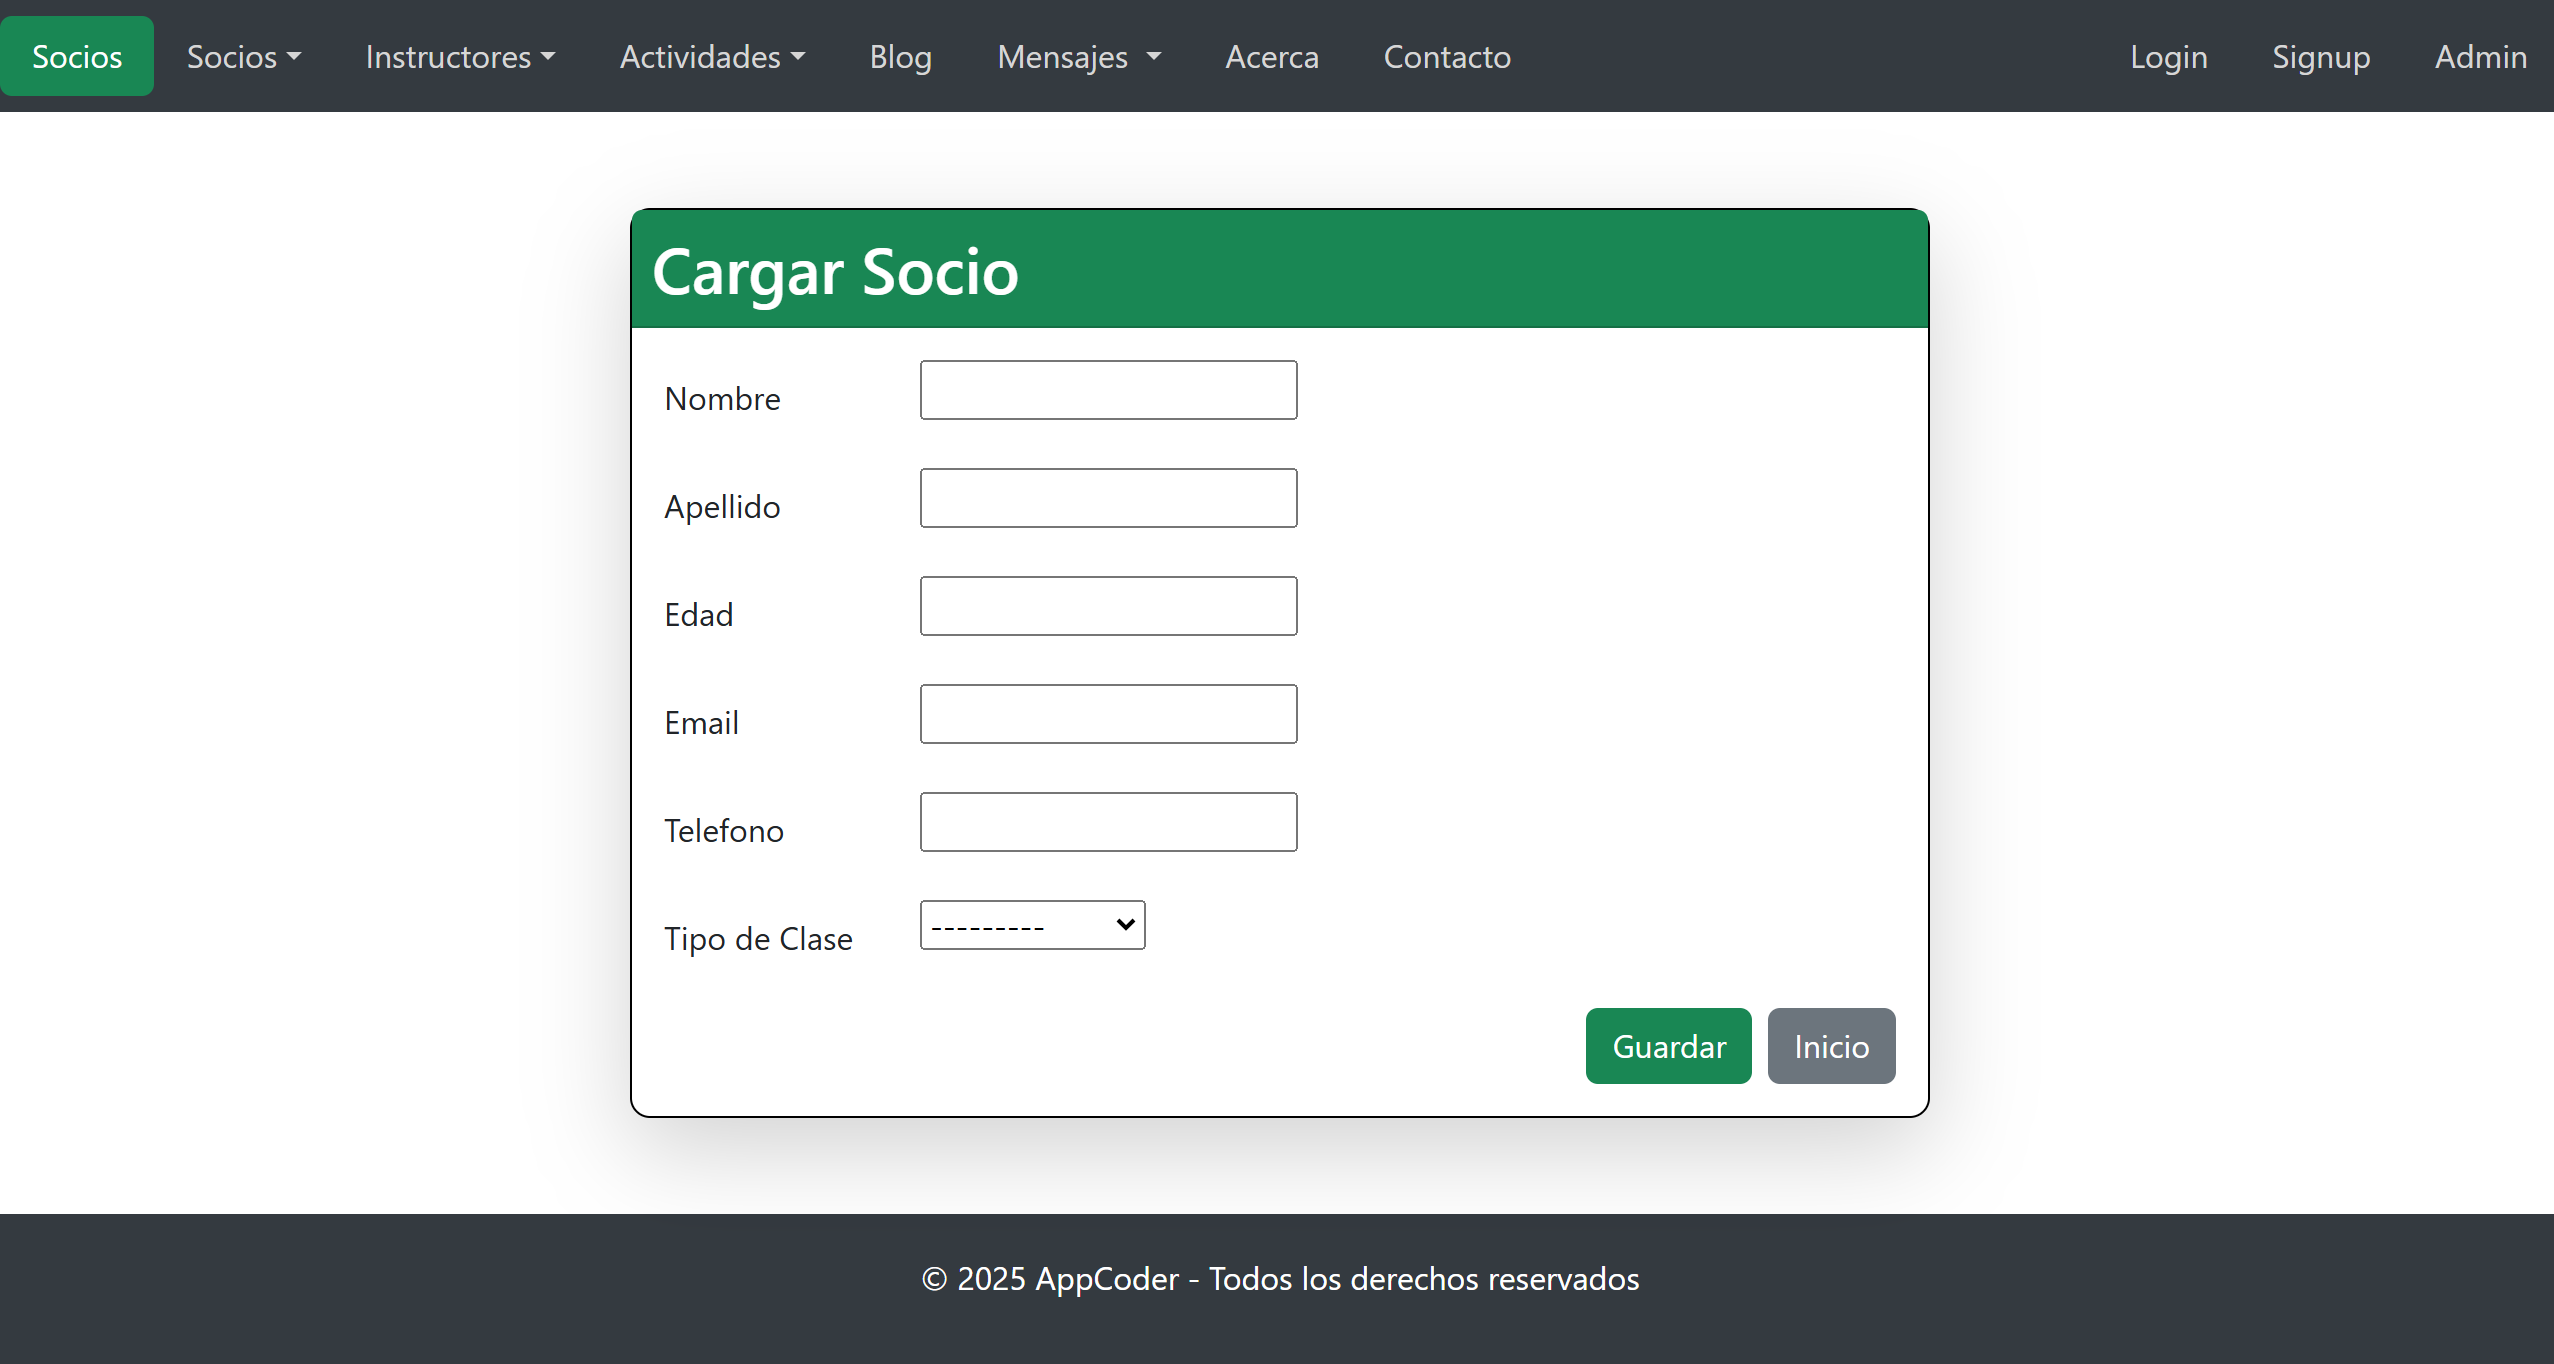 Socios Socios Instructores Actividades Blog Mensajes Acerca Contacto Login Signup Admin
Cargar Socio
Nombre
Apellido
Edad
Email
Telefono
Tipo de Clase ---------
Guardar Inicio
© 2025 AppCoder - Todos los derechos reservados